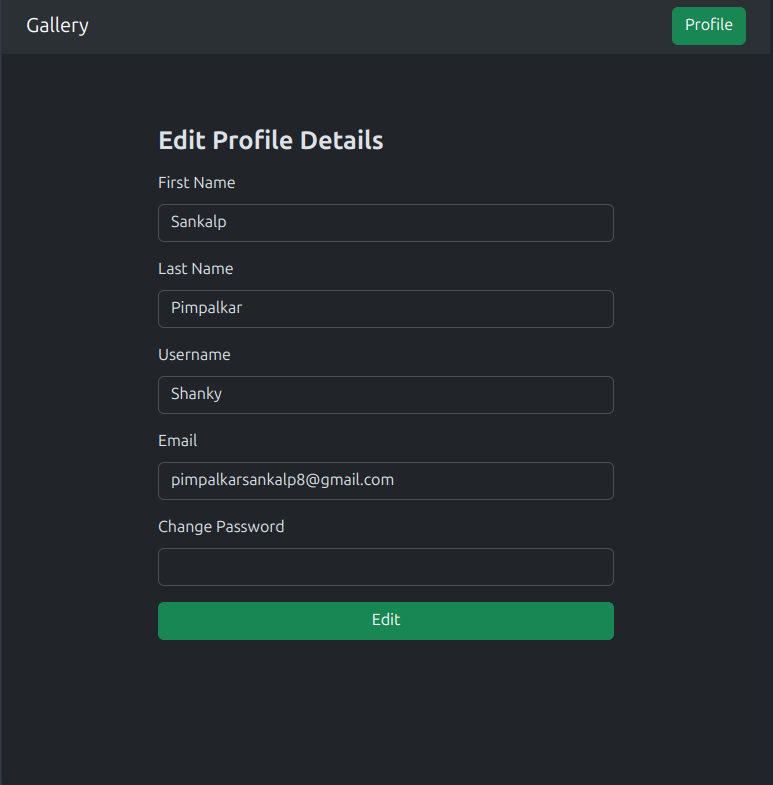 Gallery
Profile
Edit Profile Details
First Name
Sankalp
Last Name
Pimpalkar
Username
Shanky
Email
pimpalkarsankalp8@gmail.com
Change Password
Edit